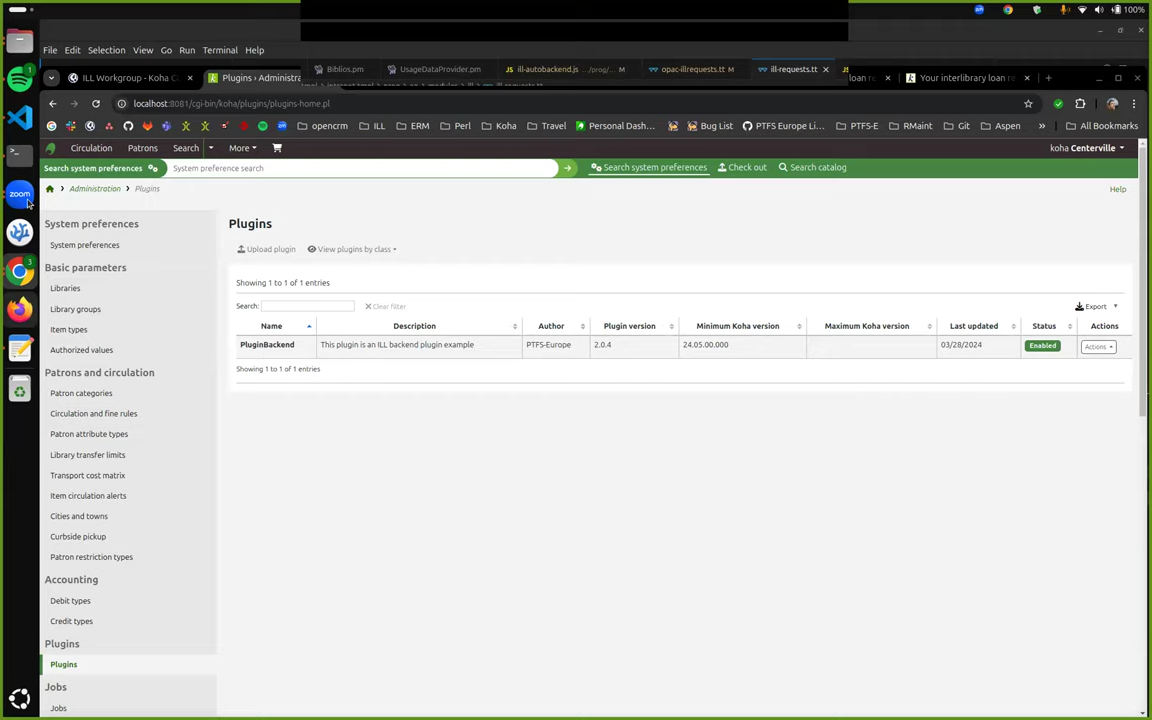 100%
File Edit Selection View Go Run Terminal Help
Biblios.pm UsageDataProvider.pm ill-autobackend.js .../prog/... M opac-illrequests.tt M ill-requests.tt
ILL Workgroup - Koha C Plugins › Administra loan re Your interlibrary loan re
localhost:8081/cgi-bin/koha/plugins/plugins-home.pl
opencrm ILL ERM Perl Koha Travel Personal Dash... Bug List PTFS Europe Li... PTFS-E RMaint Git Aspen » All Bookmarks
Circulation Patrons Search More koha Centerville
Search system preferences System preference search Search system preferences Check out Search catalog
Administration Plugins Help
System preferences
System preferences
Basic parameters
Libraries
Library groups
Item types
Authorized values
Patrons and circulation
Patron categories
Circulation and fine rules
Patron attribute types
Library transfer limits
Transport cost matrix
Item circulation alerts
Cities and towns
Curbside pickup
Patron restriction types
Accounting
Debit types
Credit types
Plugins
Plugins
Jobs
Jobs
Plugins
Upload plugin View plugins by class
Showing 1 to 1 of 1 entries
Search: Clear filter Export
Name Description Author Plugin version Minimum Koha version Maximum Koha version Last updated Status Actions
PluginBackend This plugin is an ILL backend plugin example PTFS-Europe 2.0.4 24.05.00.000 03/28/2024 Enabled Actions
Showing 1 to 1 of 1 entries
zoom
1
3